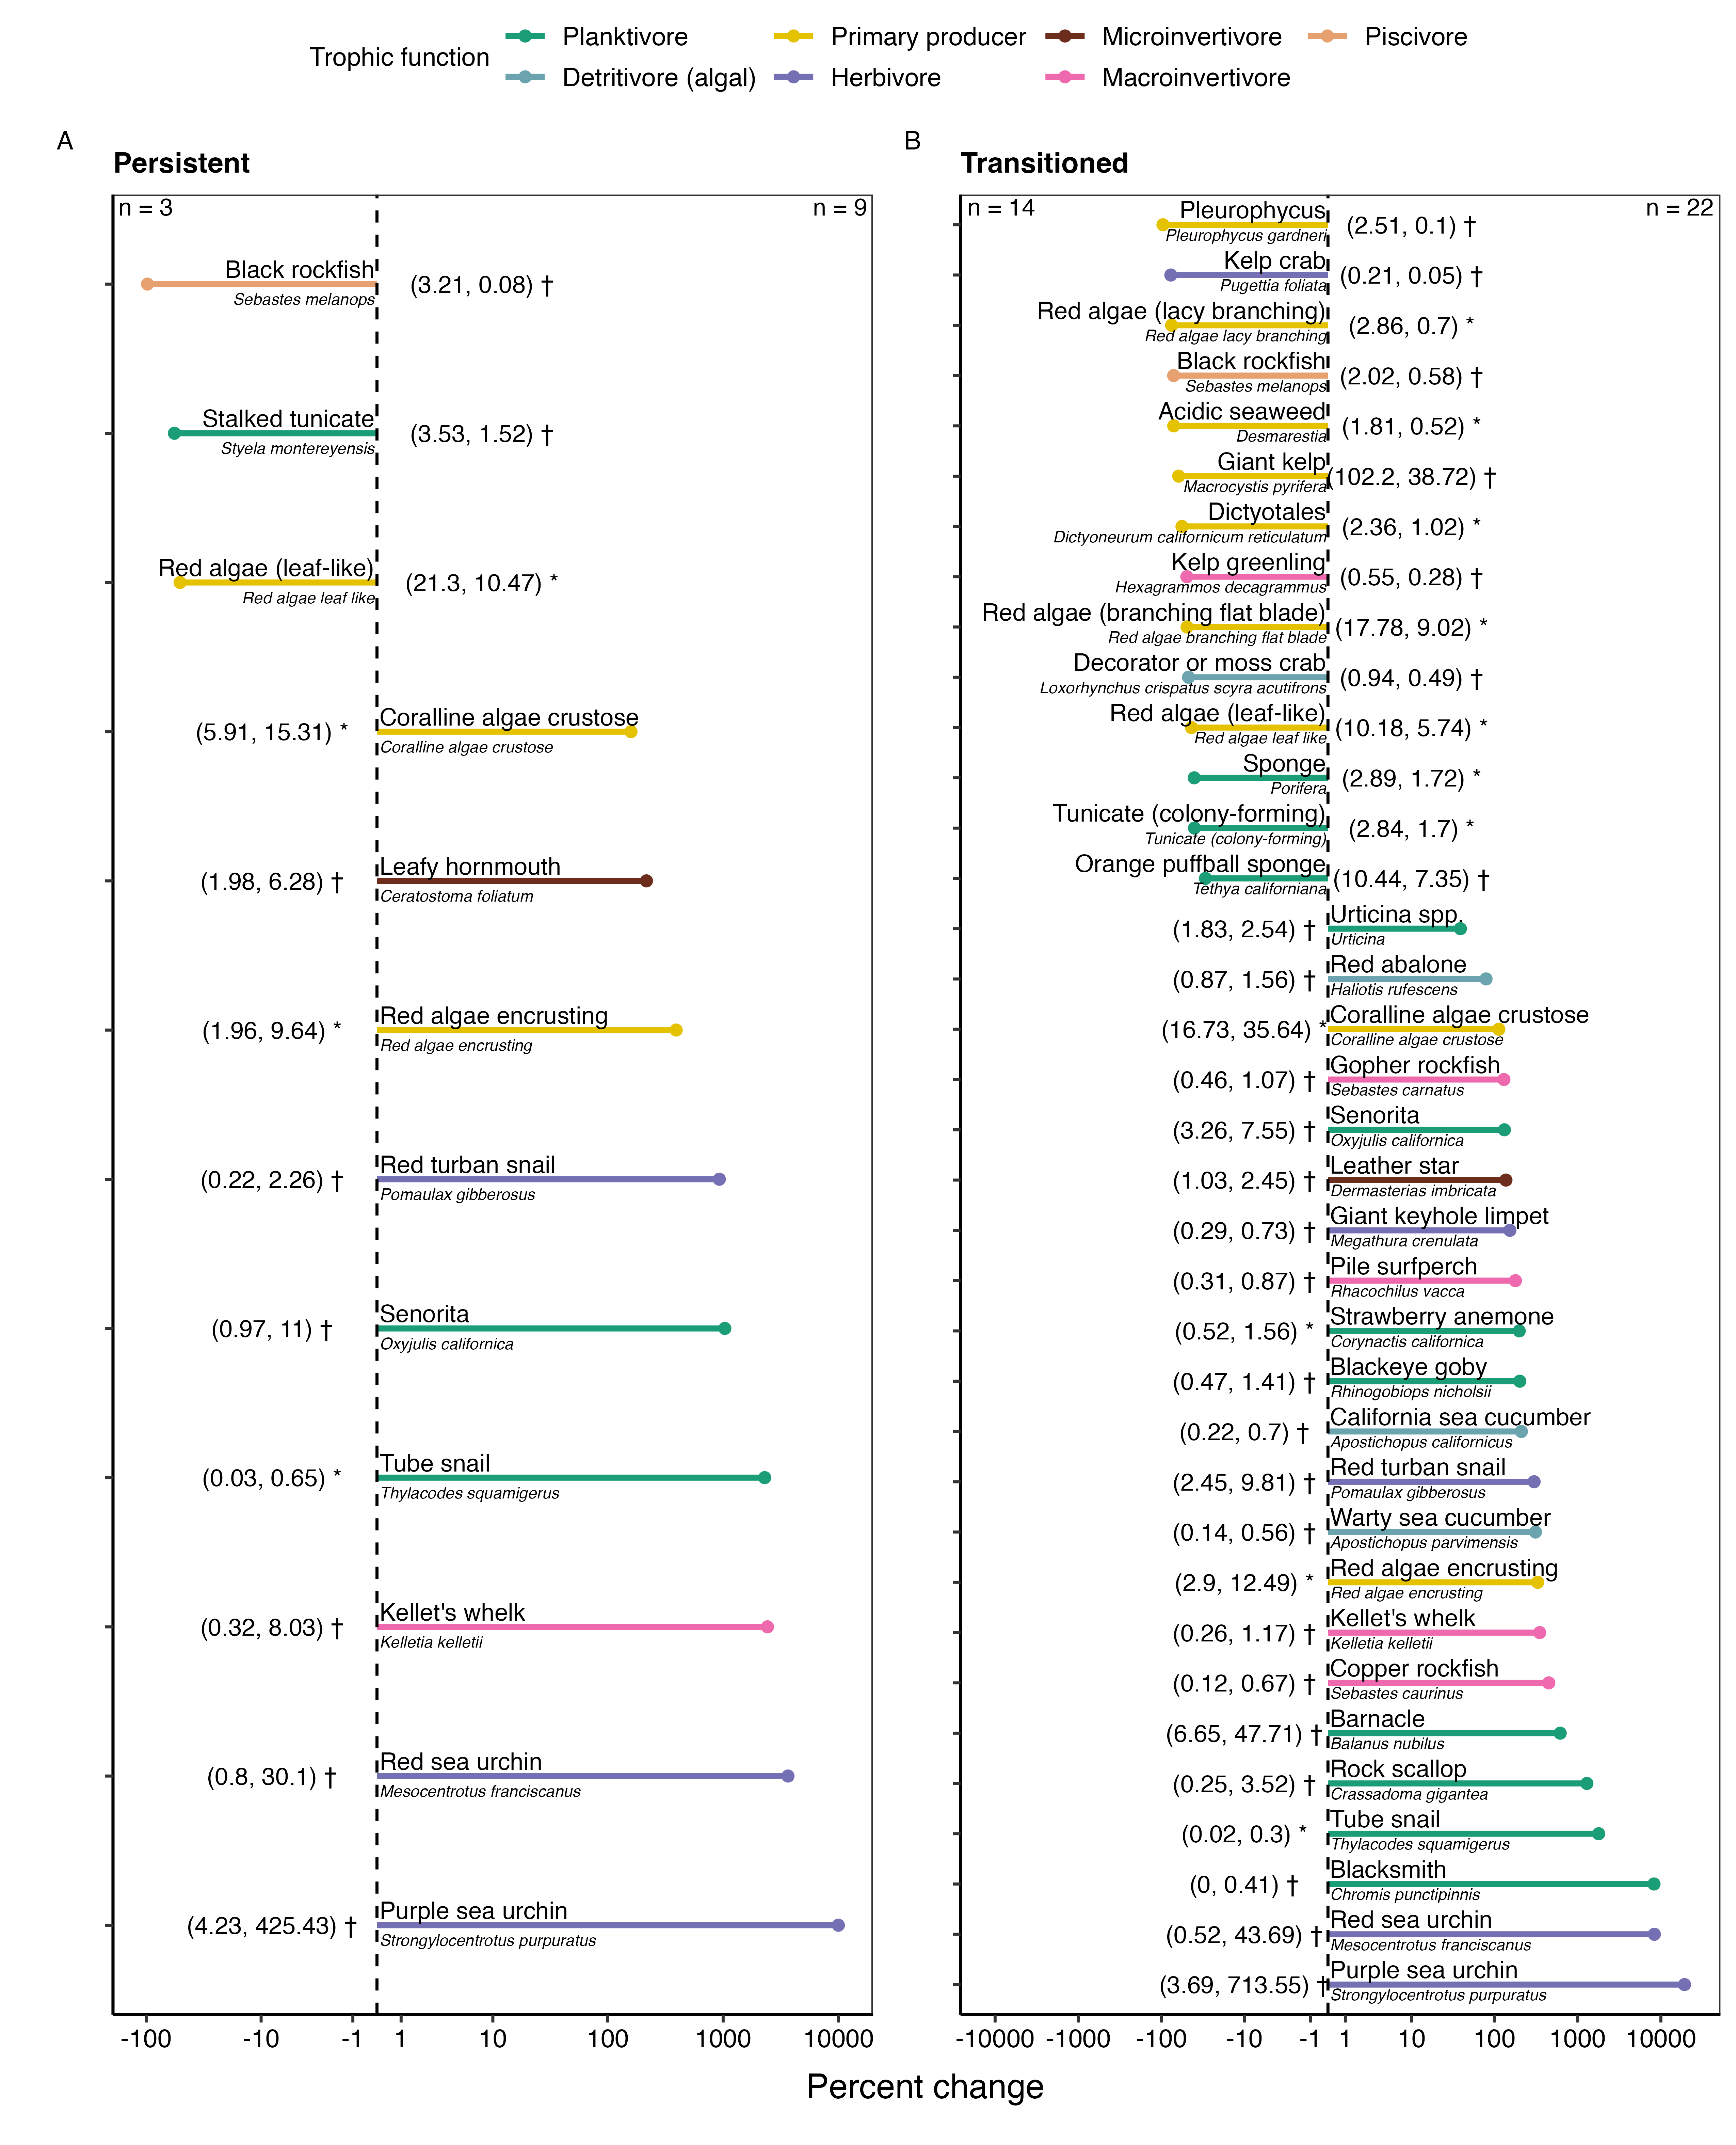 Trophic function
Planktivore
Primary producer
Microinvertivore
Piscivore
Detritivore (algal)
Herbivore
Macroinvertivore
A
Persistent
n = 3
n = 9
Black rockfish
Sebastes melanops
(3.21, 0.08) †
Stalked tunicate
Styela montereyensis
(3.53, 1.52) †
Red algae (leaf-like)
Red algae leaf like
(21.3, 10.47) *
(5.91, 15.31) *
Coralline algae crustose
Coralline algae crustose
(1.98, 6.28) †
Leafy hornmouth
Ceratostoma foliatum
(1.96, 9.64) *
Red algae encrusting
Red algae encrusting
(0.22, 2.26) †
Red turban snail
Pomaulax gibberosus
(0.97, 11) †
Senorita
Oxyjulis californica
(0.03, 0.65) *
Tube snail
Thylacodes squamigerus
(0.32, 8.03) †
Kellet's whelk
Kelletia kelletii
(0.8, 30.1) †
Red sea urchin
Mesocentrotus franciscanus
(4.23, 425.43) †
Purple sea urchin
Strongylocentrotus purpuratus
-100 -10 -1 1 10 100 1000 10000
B
Transitioned
n = 14
n = 22
Pleurophycus
Pleurophycus gardneri
(2.51, 0.1) †
Kelp crab
Pugettia foliata
(0.21, 0.05) †
Red algae (lacy branching)
Red algae lacy branching
(2.86, 0.7) *
Black rockfish
Sebastes melanops
(2.02, 0.58) †
Acidic seaweed
Desmarestia
(1.81, 0.52) *
Giant kelp
Macrocystis pyrifera
(102.2, 38.72) †
Dictyotales
Dictyoneurum californicum reticulatum
(2.36, 1.02) *
Kelp greenling
Hexagrammos decagrammus
(0.55, 0.28) †
Red algae (branching flat blade)
Red algae branching flat blade
(17.78, 9.02) *
Decorator or moss crab
Loxorhynchus crispatus scyra acutifrons
(0.94, 0.49) †
Red algae (leaf-like)
Red algae leaf like
(10.18, 5.74) *
Sponge
Porifera
(2.89, 1.72) *
Tunicate (colony-forming)
Tunicate (colony-forming)
(2.84, 1.7) *
Orange puffball sponge
Tethya californiana
(10.44, 7.35) †
(1.83, 2.54) †
Urticina spp.
Urticina
(0.87, 1.56) †
Red abalone
Haliotis rufescens
(16.73, 35.64) *
Coralline algae crustose
Coralline algae crustose
(0.46, 1.07) †
Gopher rockfish
Sebastes carnatus
(3.26, 7.55) †
Senorita
Oxyjulis californica
(1.03, 2.45) †
Leather star
Dermasterias imbricata
(0.29, 0.73) †
Giant keyhole limpet
Megathura crenulata
(0.31, 0.87) †
Pile surfperch
Rhacochilus vacca
(0.52, 1.56) *
Strawberry anemone
Corynactis californica
(0.47, 1.41) †
Blackeye goby
Rhinogobiops nicholsii
(0.22, 0.7) †
California sea cucumber
Apostichopus californicus
(2.45, 9.81) †
Red turban snail
Pomaulax gibberosus
(0.14, 0.56) †
Warty sea cucumber
Apostichopus parvimensis
(2.9, 12.49) *
Red algae encrusting
Red algae encrusting
(0.26, 1.17) †
Kellet's whelk
Kelletia kelletii
(0.12, 0.67) †
Copper rockfish
Sebastes caurinus
(6.65, 47.71) †
Barnacle
Balanus nubilus
(0.25, 3.52) †
Rock scallop
Crassadoma gigantea
(0.02, 0.3) *
Tube snail
Thylacodes squamigerus
(0, 0.41) †
Blacksmith
Chromis punctipinnis
(0.52, 43.69) †
Red sea urchin
Mesocentrotus franciscanus
(3.69, 713.55) †
Purple sea urchin
Strongylocentrotus purpuratus
-10000 -1000 -100 -10 -1 1 10 100 1000 10000
Percent change